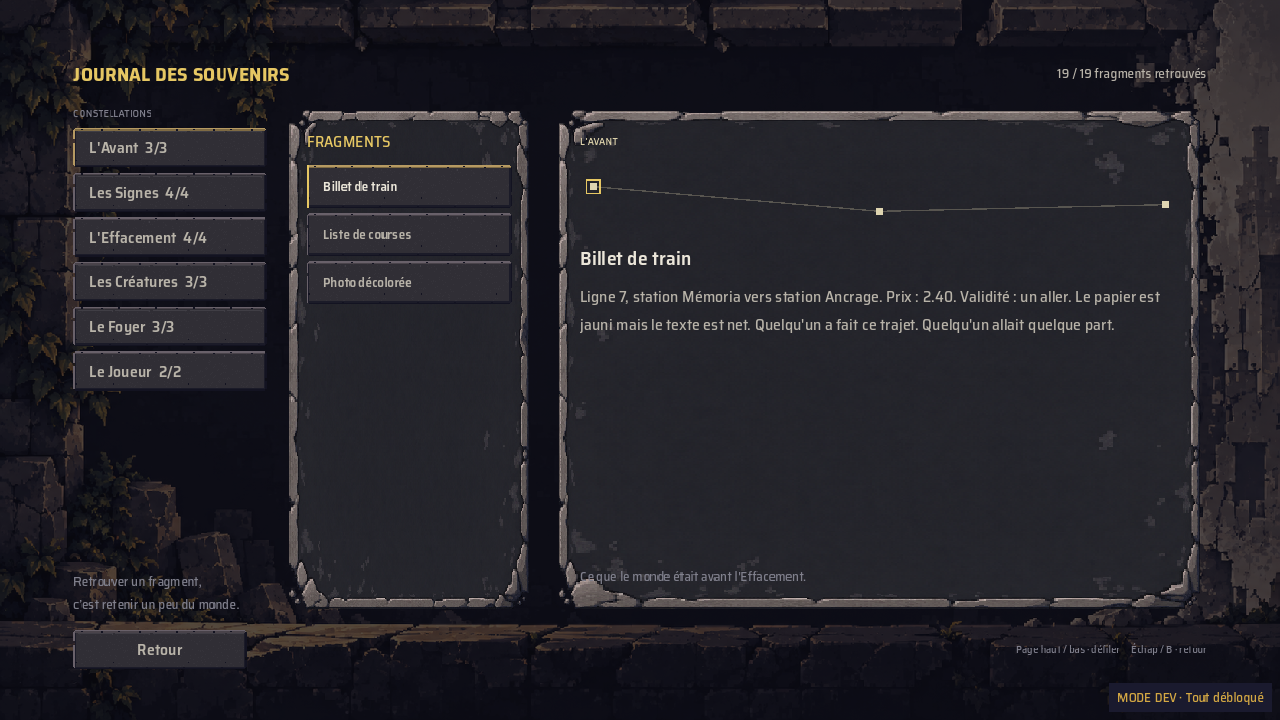 JOURNAL DES SOUVENIRS
19 / 19 fragments retrouvés
CONSTELLATIONS
L'Avant 3/3
Les Signes 4/4
L'Effacement 4/4
Les Créatures 3/3
Le Foyer 3/3
Le Joueur 2/2
Retrouver un fragment,
c'est retenir un peu du monde.
Retour
FRAGMENTS
Billet de train
Liste de courses
Photo décolorée
L'AVANT
Billet de train
Ligne 7, station Mémoria vers station Ancrage. Prix : 2.40. Validité : un aller. Le papier est
jauni mais le texte est net. Quelqu'un a fait ce trajet. Quelqu'un allait quelque part.
Ce que le monde était avant l'Effacement.
Page haut / bas · défiler Échap / B · retour
MODE DEV · Tout débloqué